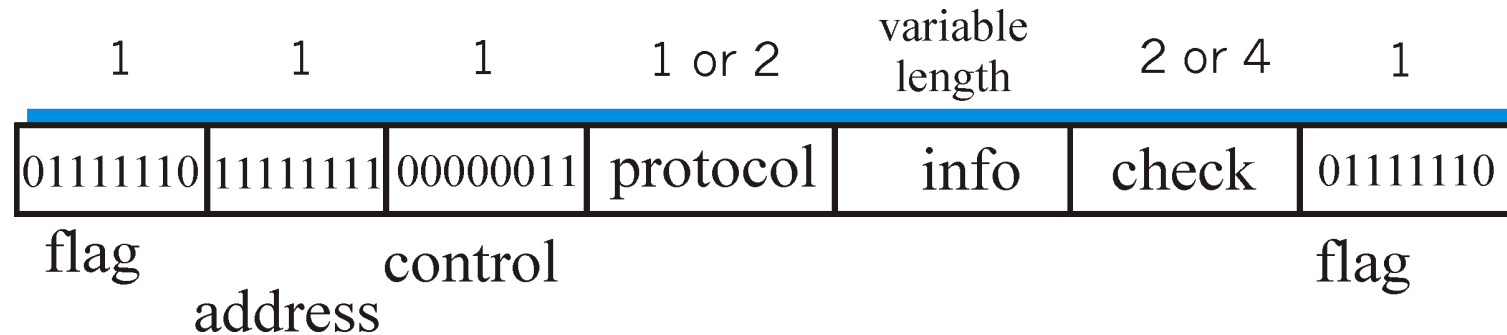 1 1 1 1 or 2 variable length 2 or 4 1
01111110 11111111 00000011 protocol info check 01111110
flag address control flag